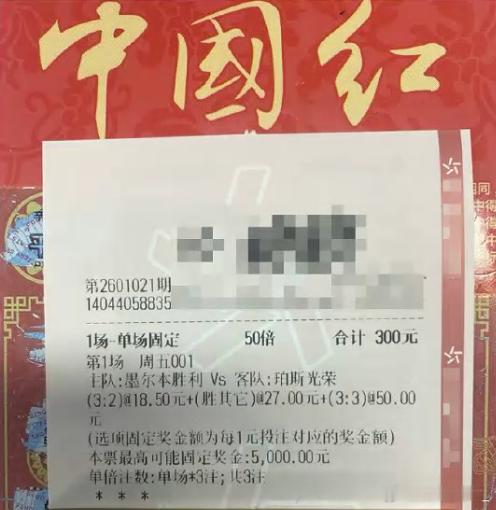 中國红
第2601021期
14044058835
1场-单场固定 50倍 合计 300元
第1场 周五001
主队:墨尔本胜利 Vs 客队:珀斯光荣
(3:2)@18.50元+(胜其它)@27.00元+(3:3)@50.00
元
(选项固定奖金额为每1元投注对应的奖金额)
本票最高可能固定奖金:5,000.00元
单倍注数:单场*3注;共3注
* * *